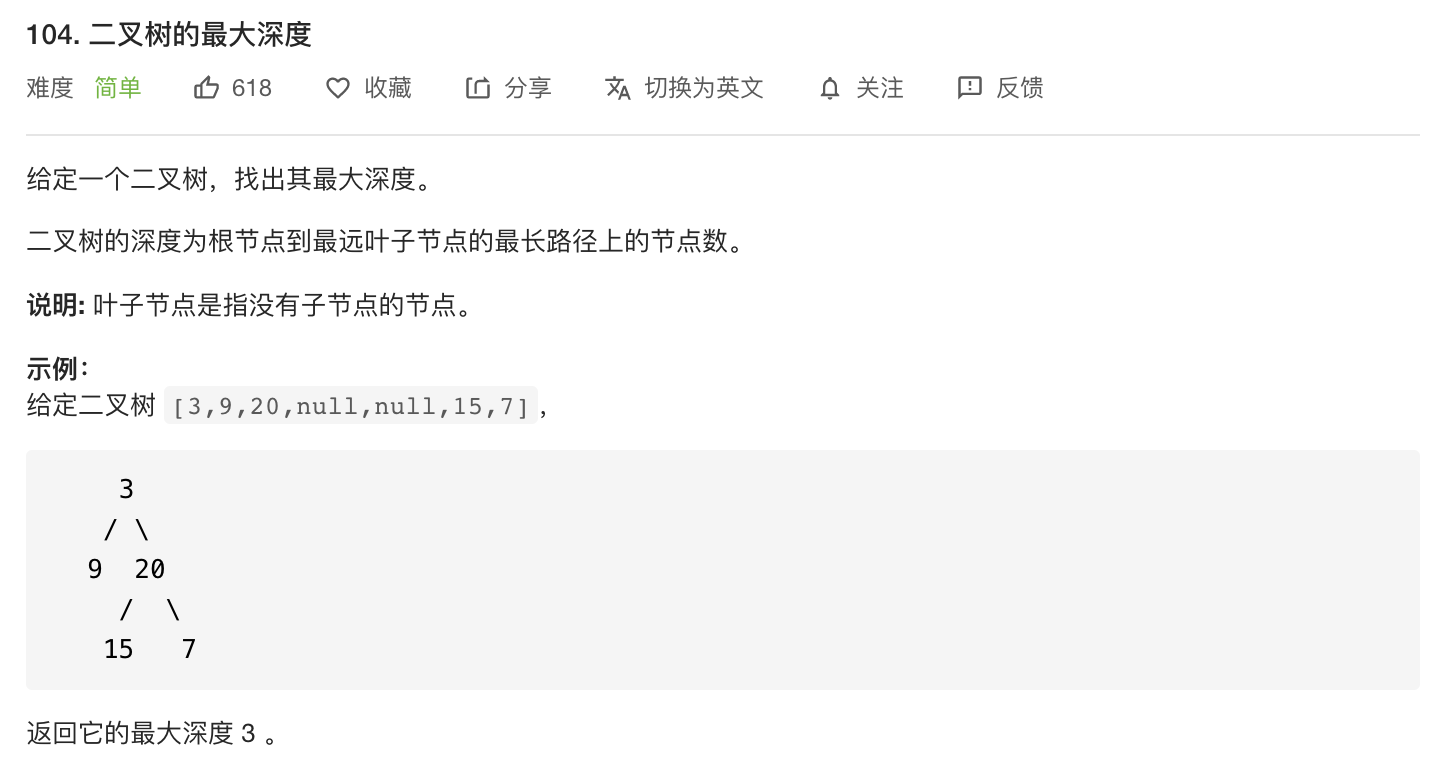 104. 二叉树的最大深度
难度 简单 618 收藏 分享 切换为英文 关注 反馈
给定一个二叉树，找出其最大深度。
二叉树的深度为根节点到最远叶子节点的最长路径上的节点数。
说明: 叶子节点是指没有子节点的节点。
示例：
给定二叉树 [3,9,20,null,null,15,7]，
3
/ \
9 20
/ \
15 7
返回它的最大深度 3 。